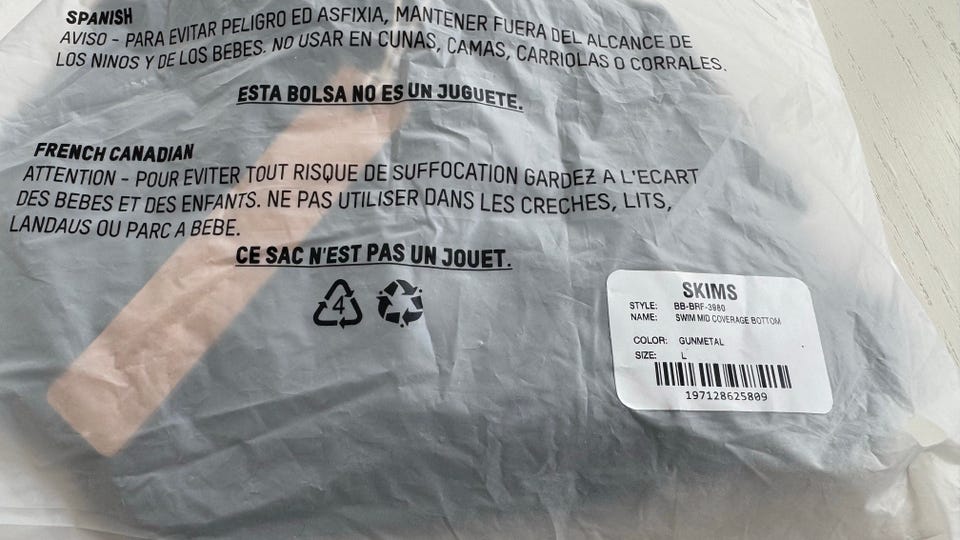 SPANISH
AVISO - PARA EVITAR PELIGRO ED ASFIXIA, MANTENER FUERA DEL ALCANCE DE
LOS NINOS Y DE LOS BEBES. NO USAR EN CUNAS, CAMAS, CARRIOLAS O CORRALES.
ESTA BOLSA NO ES UN JUGUETE.
FRENCH CANADIAN
ATTENTION - POUR EVITER TOUT RISQUE DE SUFFOCATION GARDEZ A L'ECART
DES BEBES ET DES ENFANTS. NE PAS UTILISER DANS LES CRECHES, LITS,
LANDAUS OU PARC A BEBE.
CE SAC N'EST PAS UN JOUET.
4
SKIMS
STYLE: BB-BRF-3980
NAME: SWIM MID COVERAGE BOTTOM
COLOR: GUNMETAL
SIZE: L
197128625809